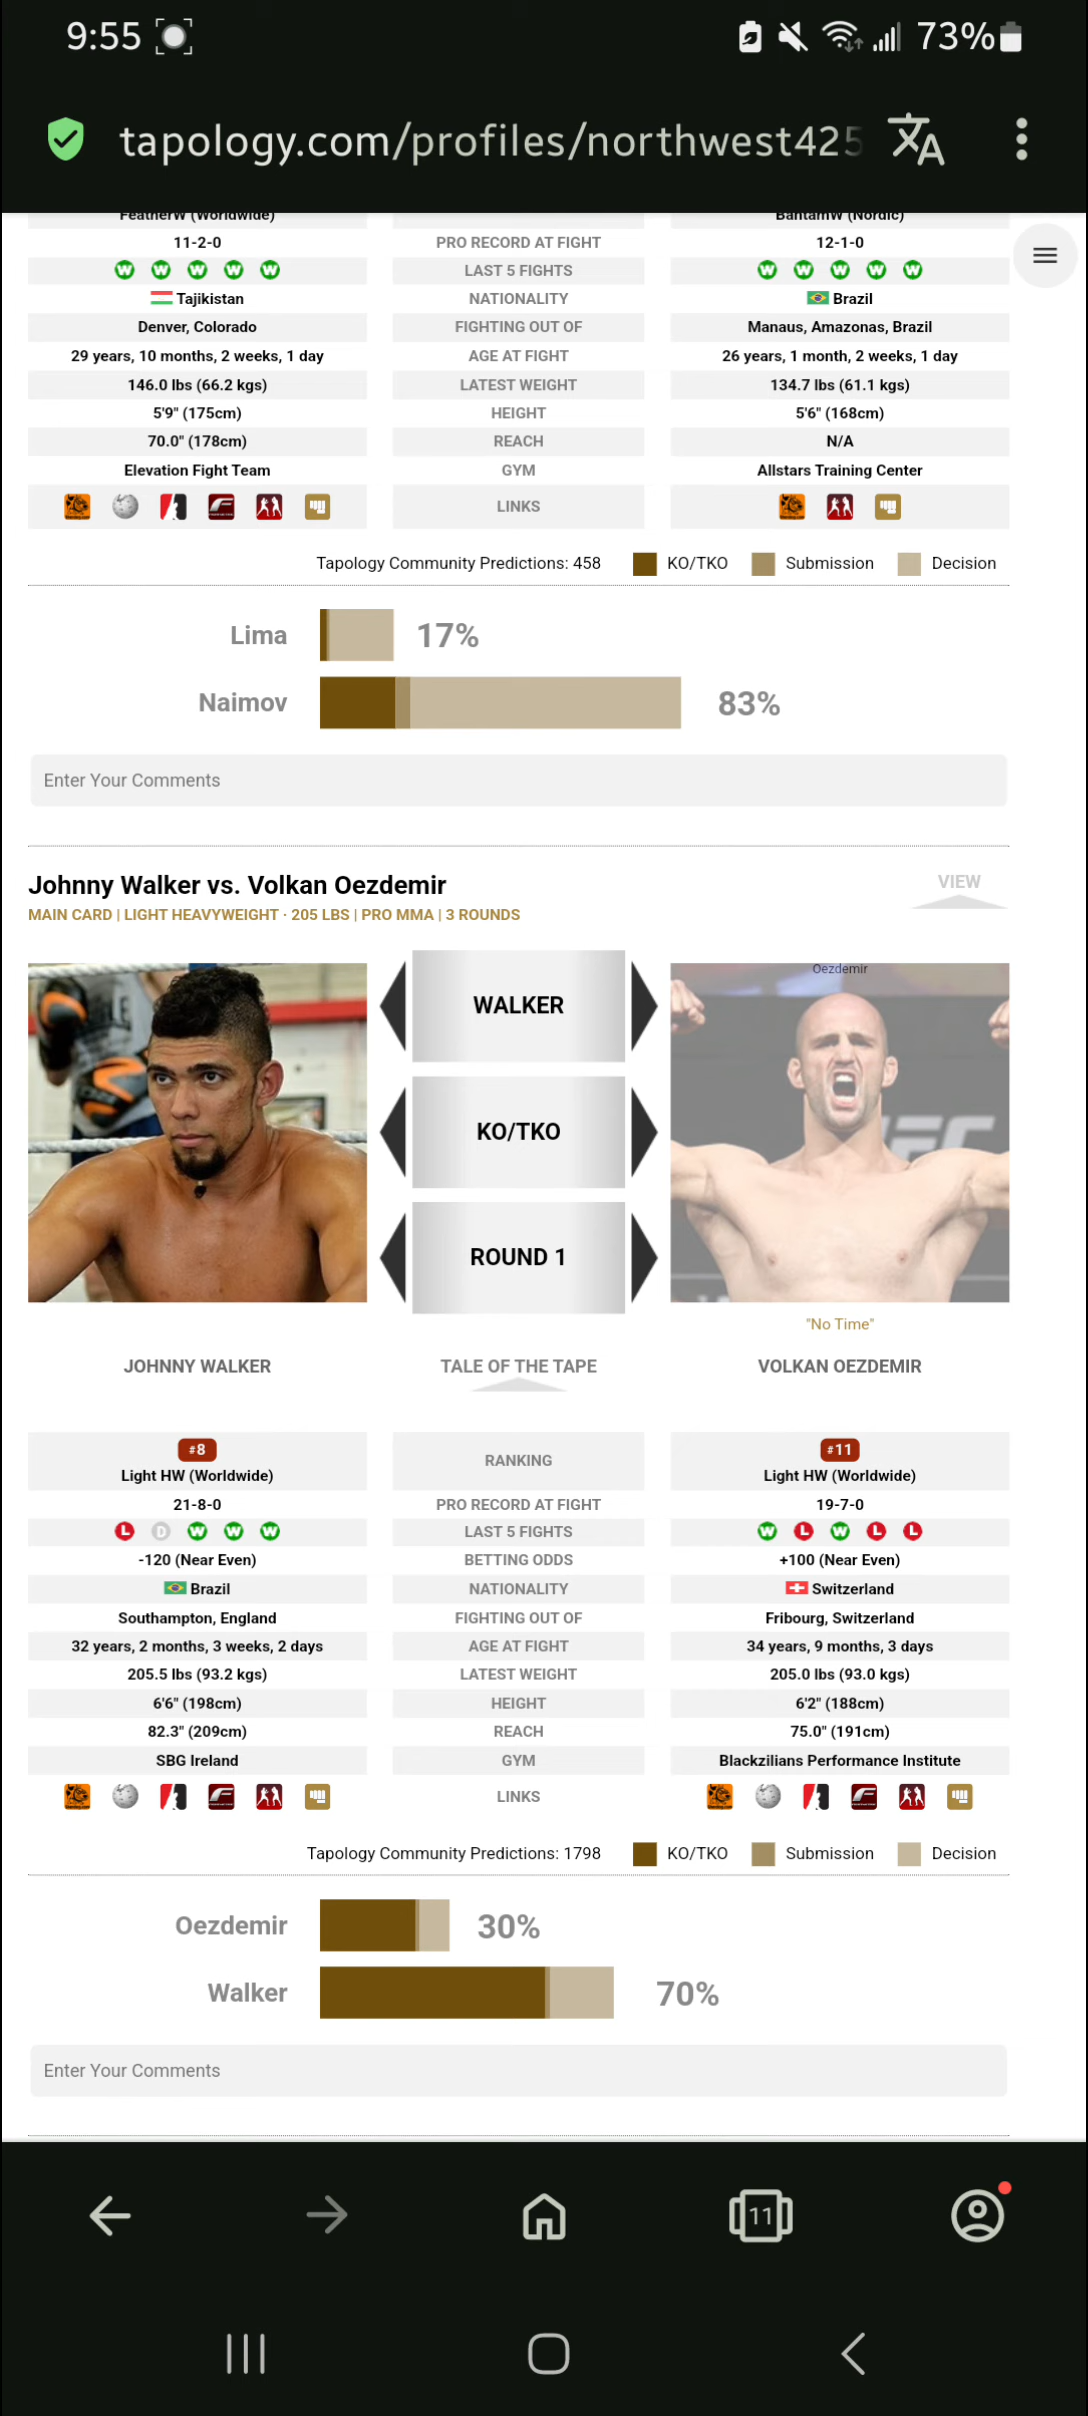 9:55
73%
tapology.com/profiles/northwest425
FeatherW (Worldwide)
BantamW (Nordic)
11-2-0 PRO RECORD AT FIGHT 12-1-0
W W W W W LAST 5 FIGHTS W W W W W
Tajikistan NATIONALITY Brazil
Denver, Colorado FIGHTING OUT OF Manaus, Amazonas, Brazil
29 years, 10 months, 2 weeks, 1 day AGE AT FIGHT 26 years, 1 month, 2 weeks, 1 day
146.0 lbs (66.2 kgs) LATEST WEIGHT 134.7 lbs (61.1 kgs)
5'9" (175cm) HEIGHT 5'6" (168cm)
70.0" (178cm) REACH N/A
Elevation Fight Team GYM Allstars Training Center
LINKS
Tapology Community Predictions: 458 KO/TKO Submission Decision
Lima 17%
Naimov 83%
Enter Your Comments
Johnny Walker vs. Volkan Oezdemir
VIEW
MAIN CARD | LIGHT HEAVYWEIGHT · 205 LBS | PRO MMA | 3 ROUNDS
Oezdemir
WALKER
KO/TKO
UFC
ROUND 1
"No Time"
JOHNNY WALKER TALE OF THE TAPE VOLKAN OEZDEMIR
#8 #11
RANKING
Light HW (Worldwide) Light HW (Worldwide)
21-8-0 PRO RECORD AT FIGHT 19-7-0
L D W W W LAST 5 FIGHTS W L W L L
-120 (Near Even) BETTING ODDS +100 (Near Even)
Brazil NATIONALITY Switzerland
Southampton, England FIGHTING OUT OF Fribourg, Switzerland
32 years, 2 months, 3 weeks, 2 days AGE AT FIGHT 34 years, 9 months, 3 days
205.5 lbs (93.2 kgs) LATEST WEIGHT 205.0 lbs (93.0 kgs)
6'6" (198cm) HEIGHT 6'2" (188cm)
82.3" (209cm) REACH 75.0" (191cm)
SBG Ireland GYM Blackzilians Performance Institute
LINKS
Tapology Community Predictions: 1798 KO/TKO Submission Decision
Oezdemir 30%
Walker 70%
Enter Your Comments
11